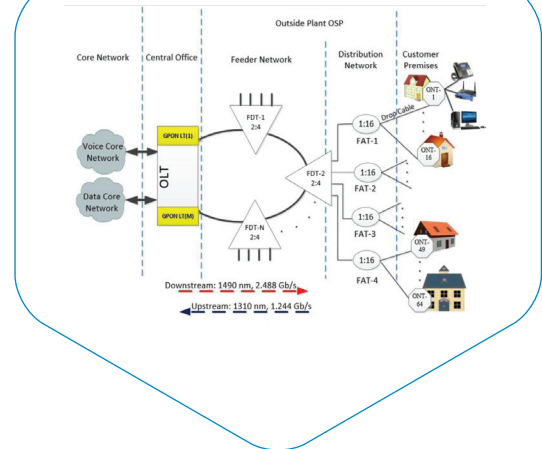 Outside Plant OSP
Core Network
Central Office
Feeder Network
Distribution
Network
Customer
Premises
FDT-1
2:4
GPON LT(1)
Voice Core
Network
OLT
Data Core
Network
GPON LT(M)
FDT-2
2:4
FDT-N
2:4
1:16
FAT-1
Drop Cable
ONT-
1
ONT-
16
1:16
FAT-2
1:16
FAT-3
1:16
FAT-4
ONT-
49
ONT-
64
Downstream: 1490 nm, 2.488 Gb/s
Upstream: 1310 nm, 1.244 Gb/s